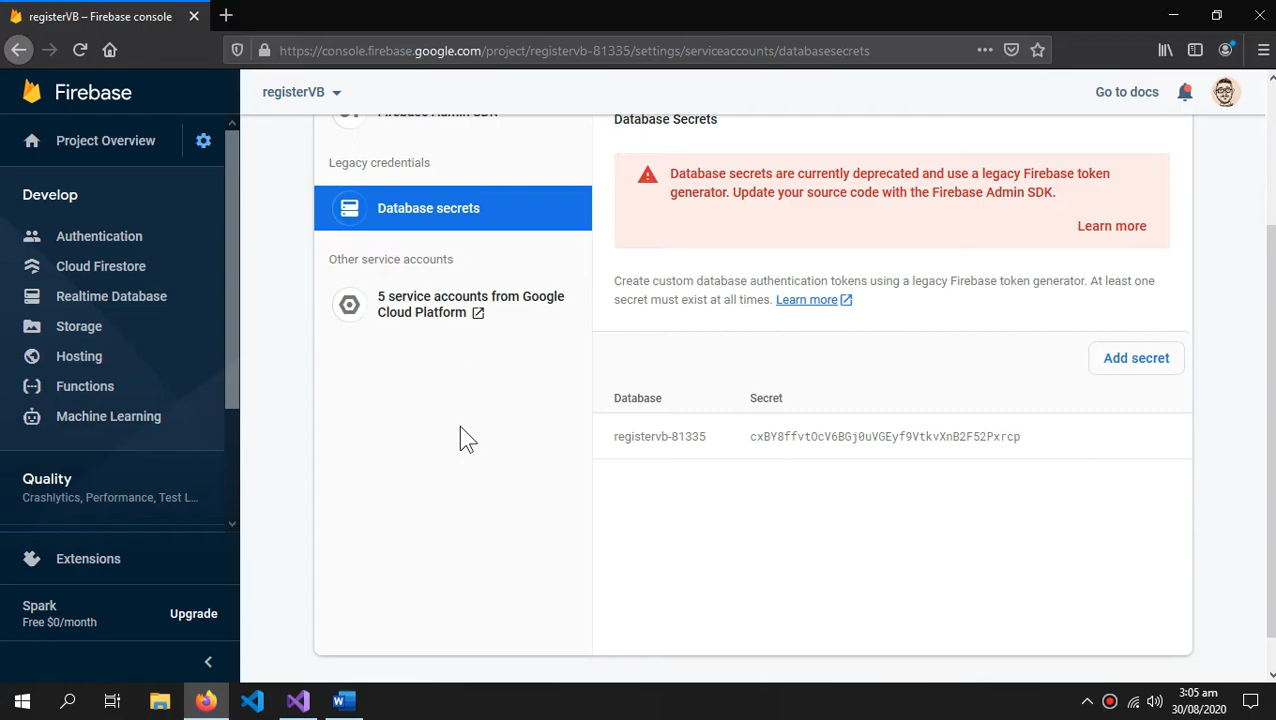 registerVB – Firebase console
https://console.firebase.google.com/project/registervb-81335/settings/serviceaccounts/databasesecrets
Firebase
registerVB
Go to docs
Project Overview
Develop
Authentication
Cloud Firestore
Realtime Database
Storage
Hosting
Functions
Machine Learning
Quality
Crashlytics, Performance, Test L...
Extensions
Spark
Free $0/month
Upgrade
Firebase Admin SDK
Legacy credentials
Database secrets
Other service accounts
5 service accounts from Google
Cloud Platform
Database Secrets
Database secrets are currently deprecated and use a legacy Firebase token
generator. Update your source code with the Firebase Admin SDK.
Learn more
Create custom database authentication tokens using a legacy Firebase token generator. At least one
secret must exist at all times. Learn more
Add secret
Database Secret
registervb-81335 cxBY8ffvtOcV6BGj0uVGEyf9VtkvXnB2F52Pxrcp
3:05 am
30/08/2020